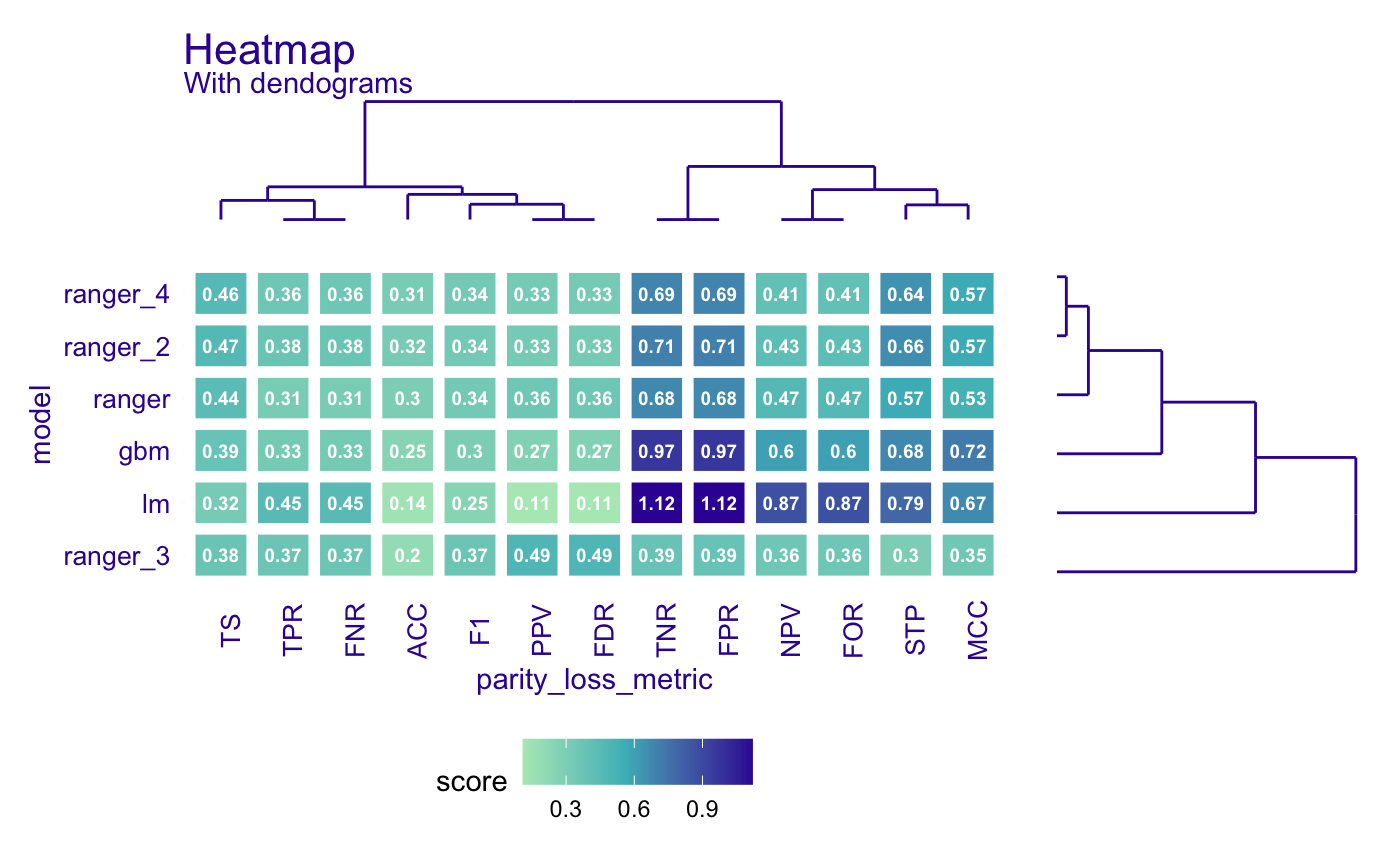 Heatmap
With dendograms
ranger_4 0.46 0.36 0.36 0.31 0.34 0.33 0.33 0.69 0.69 0.41 0.41 0.64 0.57
ranger_2 0.47 0.38 0.38 0.32 0.34 0.33 0.33 0.71 0.71 0.43 0.43 0.66 0.57
ranger 0.44 0.31 0.31 0.3 0.34 0.36 0.36 0.68 0.68 0.47 0.47 0.57 0.53
model
gbm 0.39 0.33 0.33 0.25 0.3 0.27 0.27 0.97 0.97 0.6 0.6 0.68 0.72
lm 0.32 0.45 0.45 0.14 0.25 0.11 0.11 1.12 1.12 0.87 0.87 0.79 0.67
ranger_3 0.38 0.37 0.37 0.2 0.37 0.49 0.49 0.39 0.39 0.36 0.36 0.3 0.35
TS TPR FNR ACC F1 PPV FDR TNR FPR NPV FOR STP MCC
parity_loss_metric
score
0.3 0.6 0.9